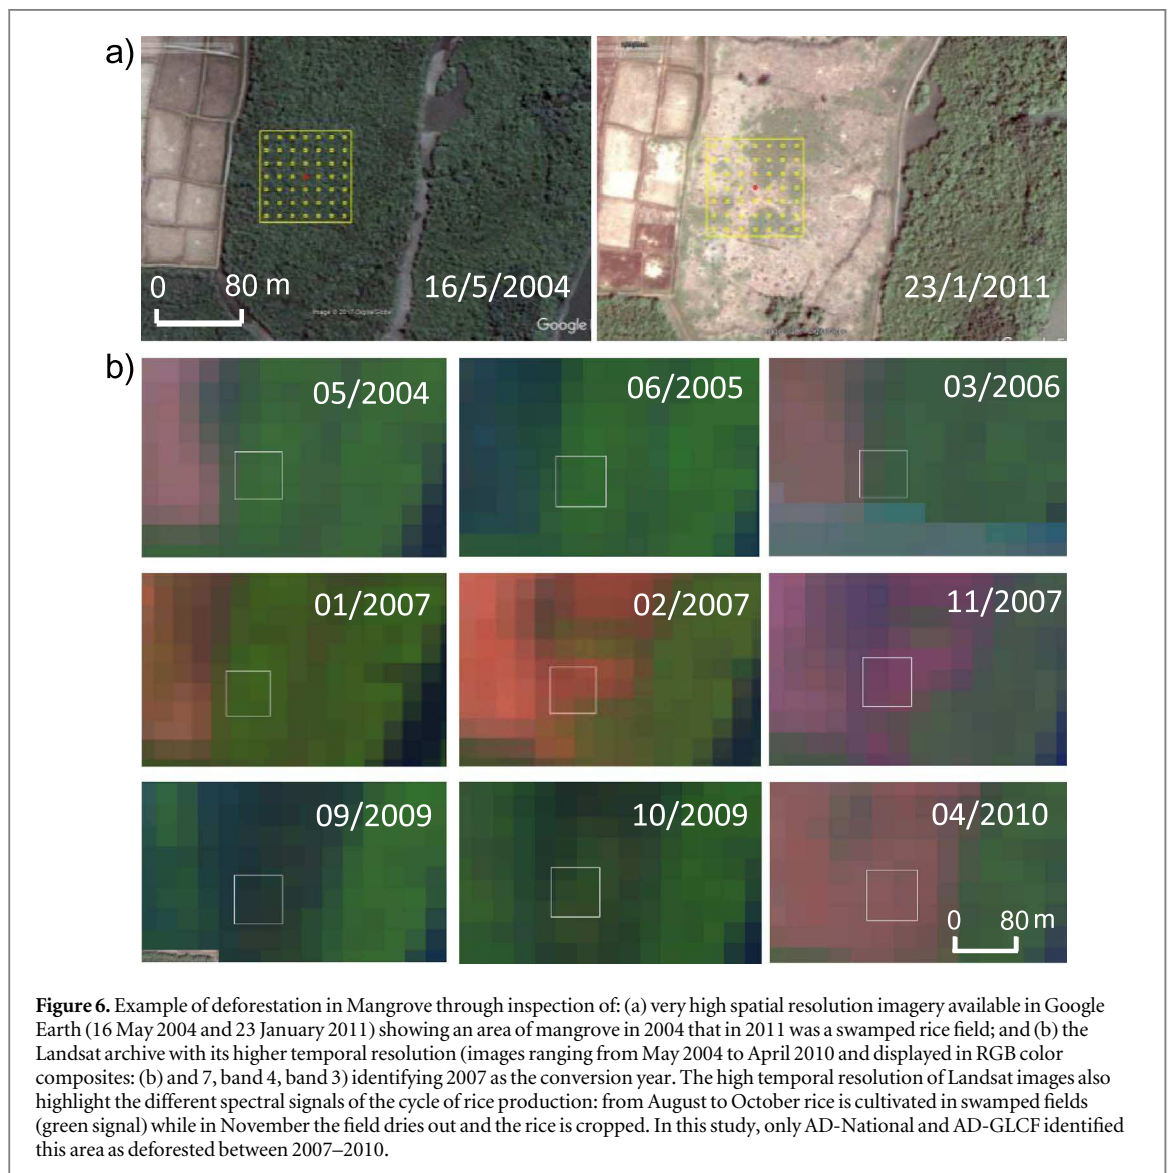 a)
0 80 m
16/5/2004
Google
23/1/2011
b)
05/2004
06/2005
03/2006
01/2007
02/2007
11/2007
09/2009
10/2009
04/2010
0 80 m
Figure 6. Example of deforestation in Mangrove through inspection of: (a) very high spatial resolution imagery available in Google
Earth (16 May 2004 and 23 January 2011) showing an area of mangrove in 2004 that in 2011 was a swamped rice field; and (b) the
Landsat archive with its higher temporal resolution (images ranging from May 2004 to April 2010 and displayed in RGB color
composites: (b) and 7, band 4, band 3) identifying 2007 as the conversion year. The high temporal resolution of Landsat images also
highlight the different spectral signals of the cycle of rice production: from August to October rice is cultivated in swamped fields
(green signal) while in November the field dries out and the rice is cropped. In this study, only AD-National and AD-GLCF identified
this area as deforested between 2007–2010.